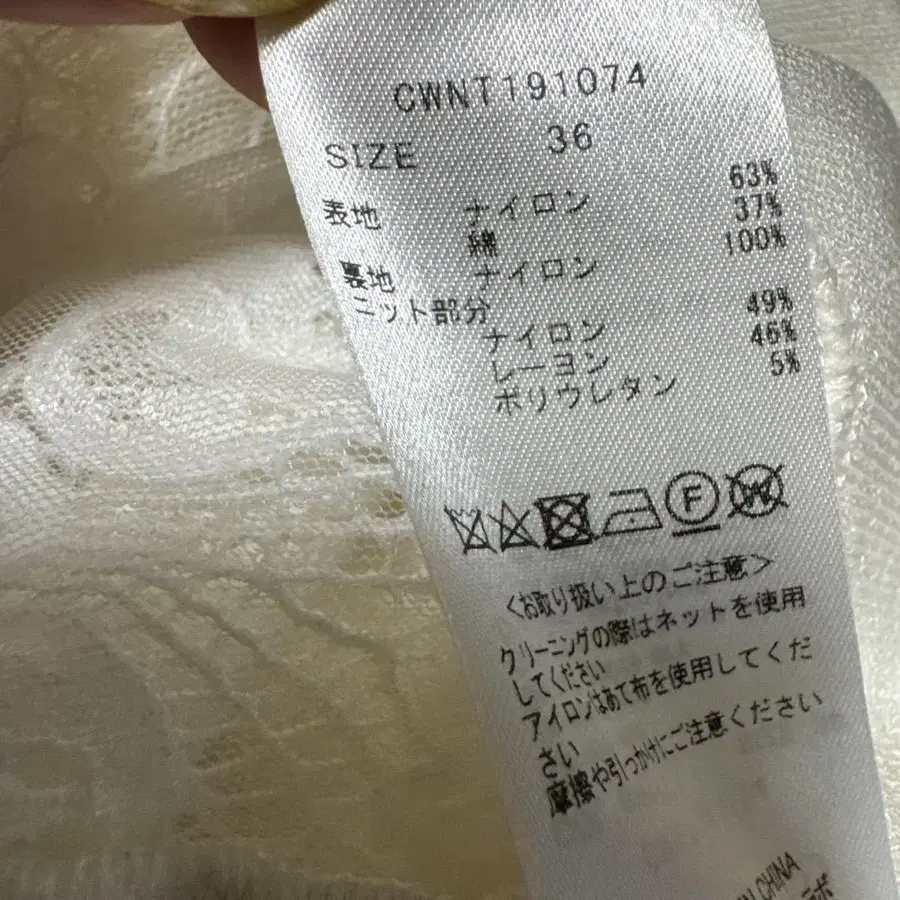 CWNT191074
SIZE 36
表地 ナイロン 63%
綿 37%
裏地 ナイロン 100%
ニット部分
ナイロン 49%
レーヨン 46%
ポリウレタン 5%
F W
<お取り扱い上のご注意>
クリーニングの際はネットを使用
してください
アイロンはあて布を使用してくだ
さい
摩擦や引っかけにご注意ください
CHINA